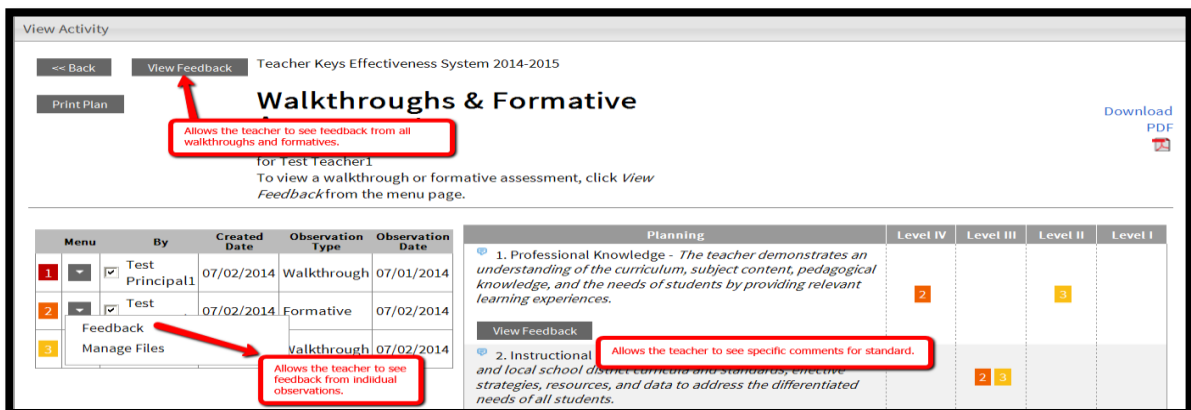 View Activity
<< Back
View Feedback
Teacher Keys Effectiveness System 2014-2015
Print Plan
Walkthroughs & Formative
Download
PDF
Allows the teacher to see feedback from all
walkthroughs and formatives.
for Test Teacher1
To view a walkthrough or formative assessment, click View
Feedback from the menu page.
Menu By Created Date Observation Type Observation Date
1 Test Principal1 07/02/2014 Walkthrough 07/01/2014
2 Test 07/02/2014 Formative 07/02/2014
3 Walkthrough 07/02/2014
Feedback
Manage Files
Allows the teacher to see
feedback from indiidual
observations.
Planning Level IV Level III Level II Level I
1. Professional Knowledge - The teacher demonstrates an
understanding of the curriculum, subject content, pedagogical
knowledge, and the needs of students by providing relevant
learning experiences.
2 3
View Feedback
Allows the teacher to see specific comments for standard.
2. Instructional
and local school district curricula and standards, effective
strategies, resources, and data to address the differentiated
needs of all students.
2 3